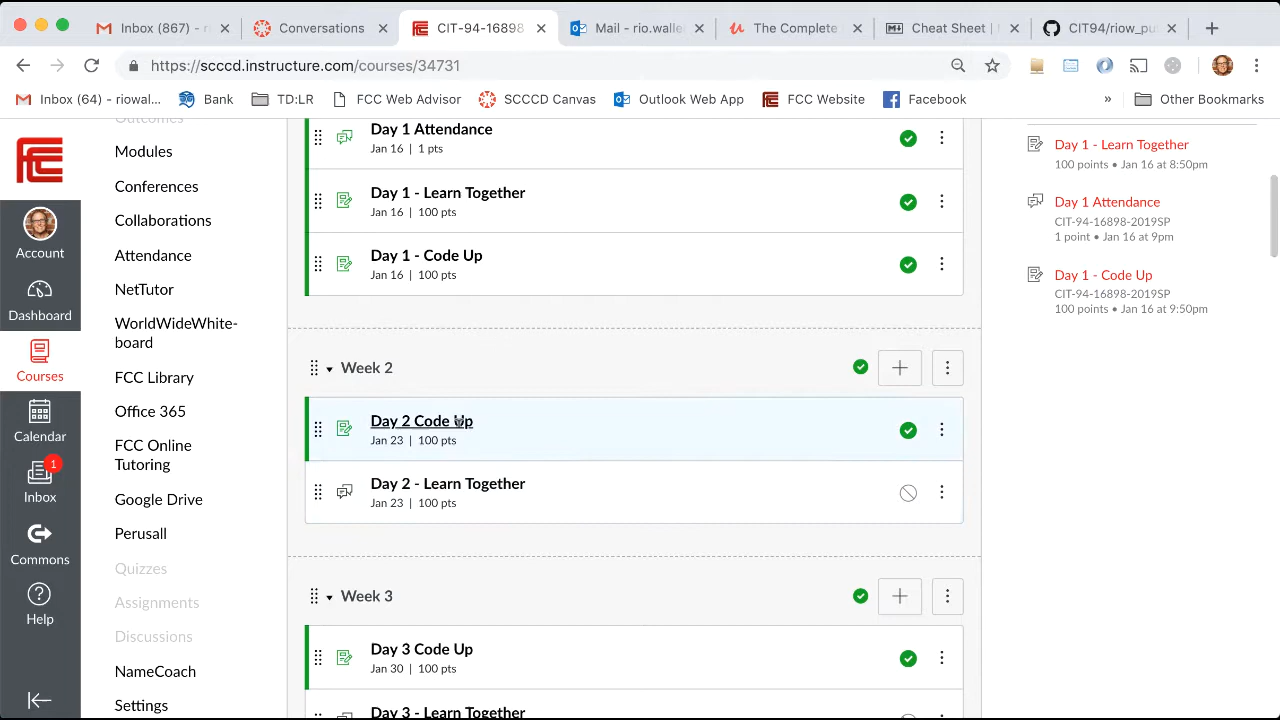 Inbox (867) - r
Conversations
CIT-94-16898
Mail - rio.walle
The Complete
Cheat Sheet |
CIT94/riow_pu
https://scccd.instructure.com/courses/34731
Inbox (64) - riowal...
Bank
TD:LR
FCC Web Advisor
SCCCD Canvas
Outlook Web App
FCC Website
Facebook
»
Other Bookmarks
FCC
Account
Dashboard
Courses
Calendar
1
Inbox
Commons
Help
Outcomes
Modules
Conferences
Collaborations
Attendance
NetTutor
WorldWideWhite-
board
FCC Library
Office 365
FCC Online
Tutoring
Google Drive
Perusall
Quizzes
Assignments
Discussions
NameCoach
Settings
Day 1 Attendance
Jan 16 | 1 pts
Day 1 - Learn Together
Jan 16 | 100 pts
Day 1 - Code Up
Jan 16 | 100 pts
Week 2
Day 2 Code Up
Jan 23 | 100 pts
Day 2 - Learn Together
Jan 23 | 100 pts
Week 3
Day 3 Code Up
Jan 30 | 100 pts
Day 3 - Learn Together
Day 1 - Learn Together
100 points • Jan 16 at 8:50pm
Day 1 Attendance
CIT-94-16898-2019SP
1 point • Jan 16 at 9pm
Day 1 - Code Up
CIT-94-16898-2019SP
100 points • Jan 16 at 9:50pm